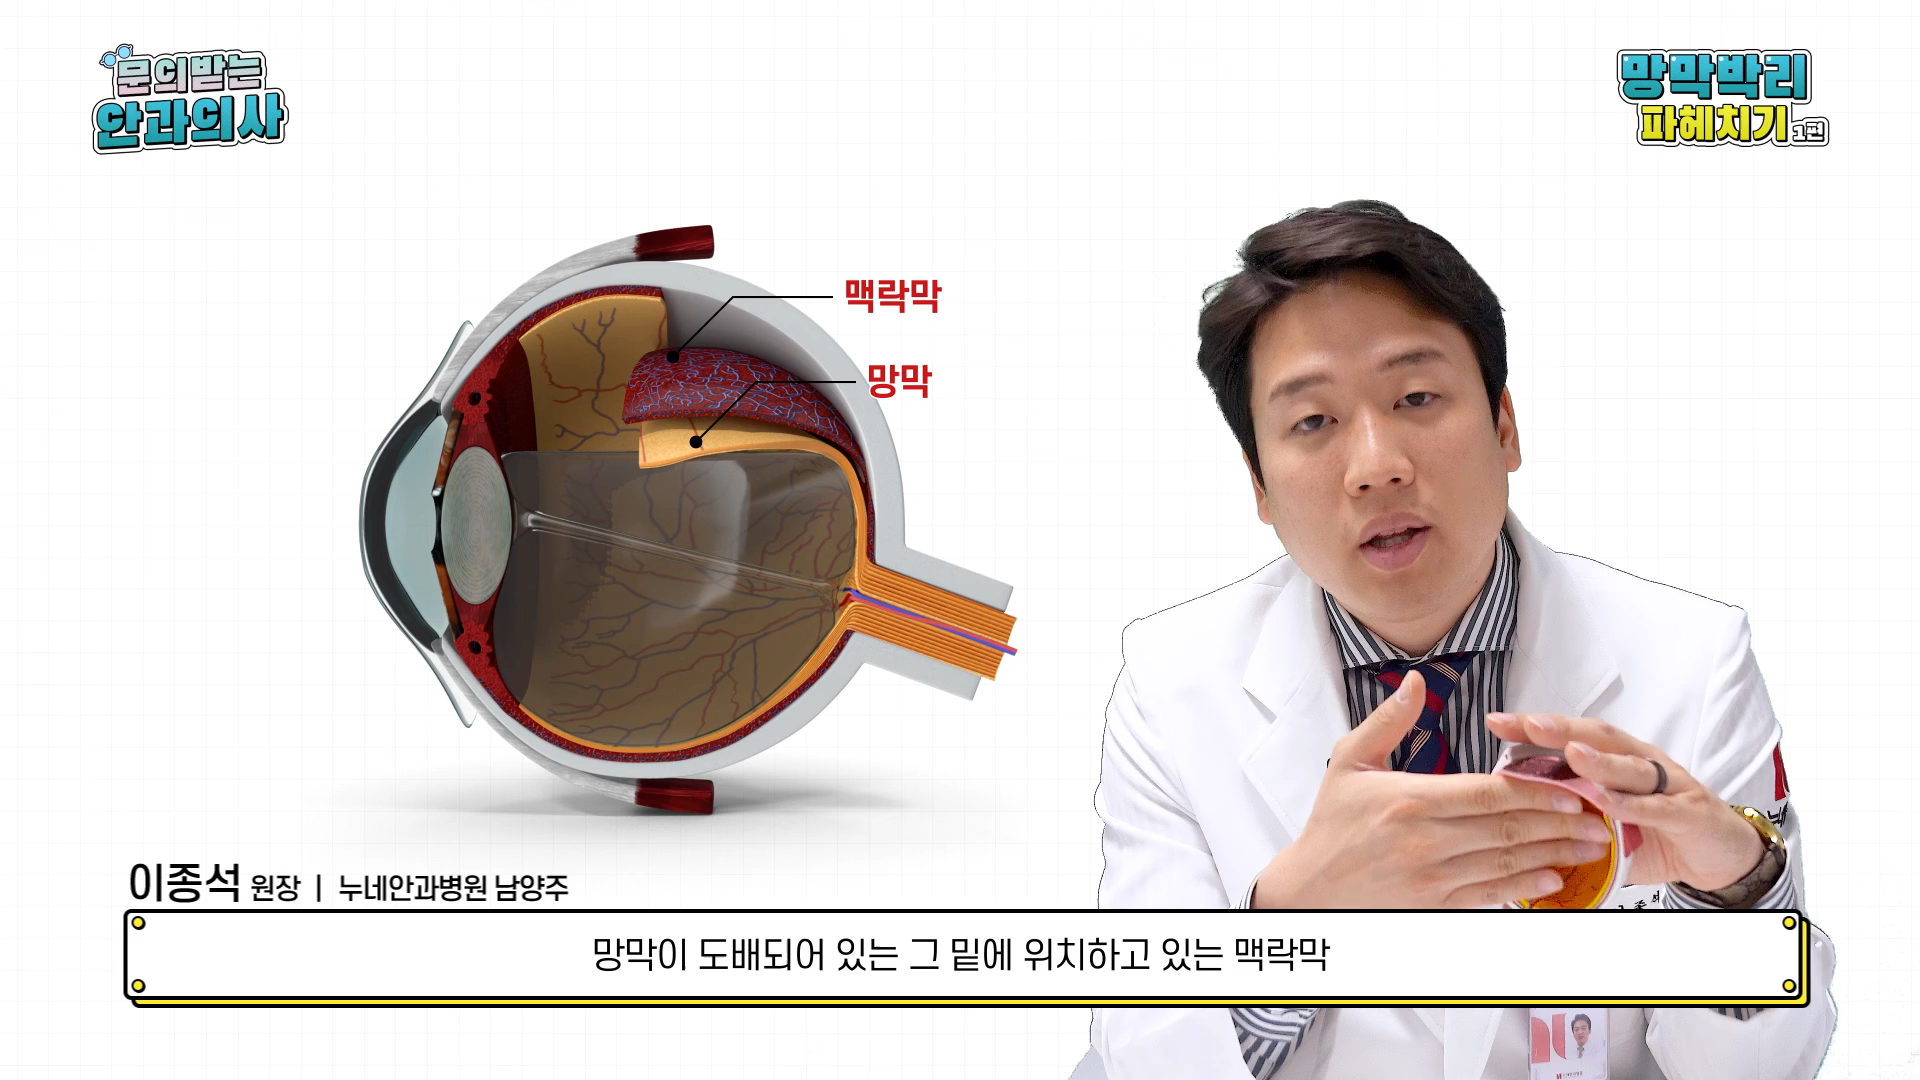 문의받는
안과의사
망막박리
파헤치기 1편
맥락막
망막
이종석 원장 | 누네안과병원 남양주
망막이 도배되어 있는 그 밑에 위치하고 있는 맥락막